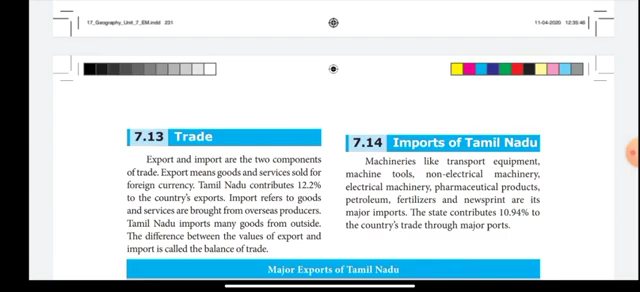 17_Geography_Unit_7_EM.indd 231
11-04-2020 12:35:46
7.13 Trade
Export and import are the two components
of trade. Export means goods and services sold for
foreign currency. Tamil Nadu contributes 12.2%
to the country's exports. Import refers to goods
and services are brought from overseas producers.
Tamil Nadu imports many goods from outside.
The difference between the values of export and
import is called the balance of trade.
7.14 Imports of Tamil Nadu
Machineries like transport equipment,
machine tools, non-electrical machinery,
electrical machinery, pharmaceutical products,
petroleum, fertilizers and newsprint are its
major imports. The state contributes 10.94% to
the country's trade through major ports.
Major Exports of Tamil Nadu